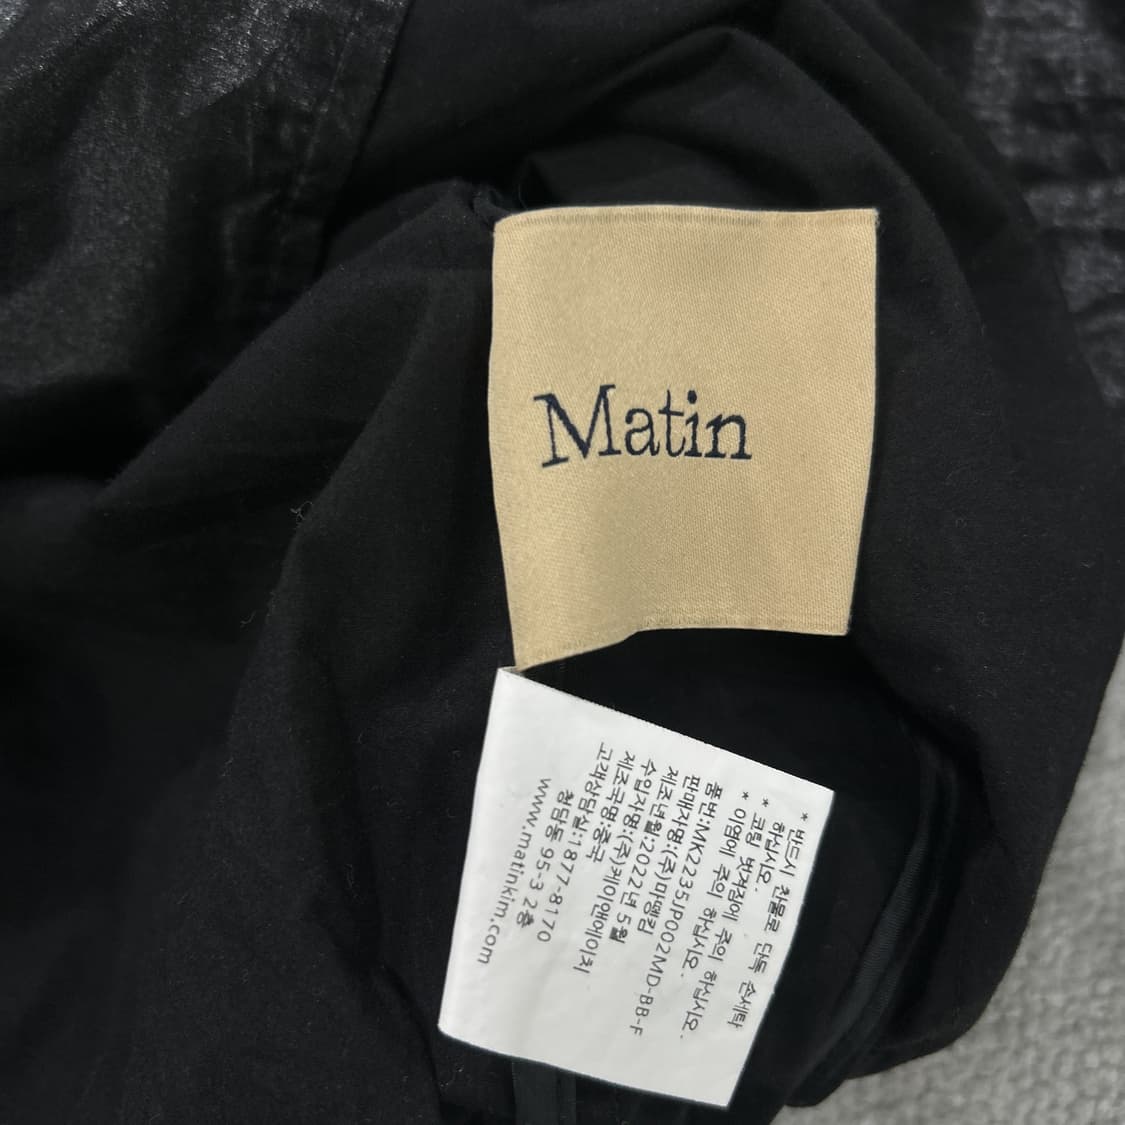 Matin
* 반드시 찬물로 단독 손세탁
하십시오.
* 코팅 벗겨짐에 주의 하십시오.
* 이염에 주의 하십시오.
품번:MK2235JP002MD-BB-F
판매자명:(주)마뗑킴
제조년월:2022년 5월
수입자명:(주)케이앤에이치
제조국명:중국
고객상담실:1877-8170
청담동 95-3 2층
www.matinkim.com